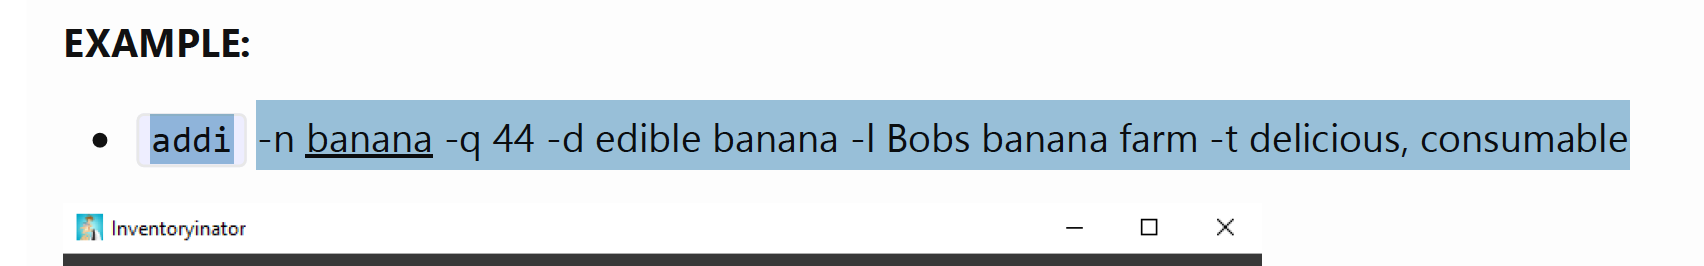 EXAMPLE:
addi -n banana -q 44 -d edible banana -l Bobs banana farm -t delicious, consumable
Inventoryinator